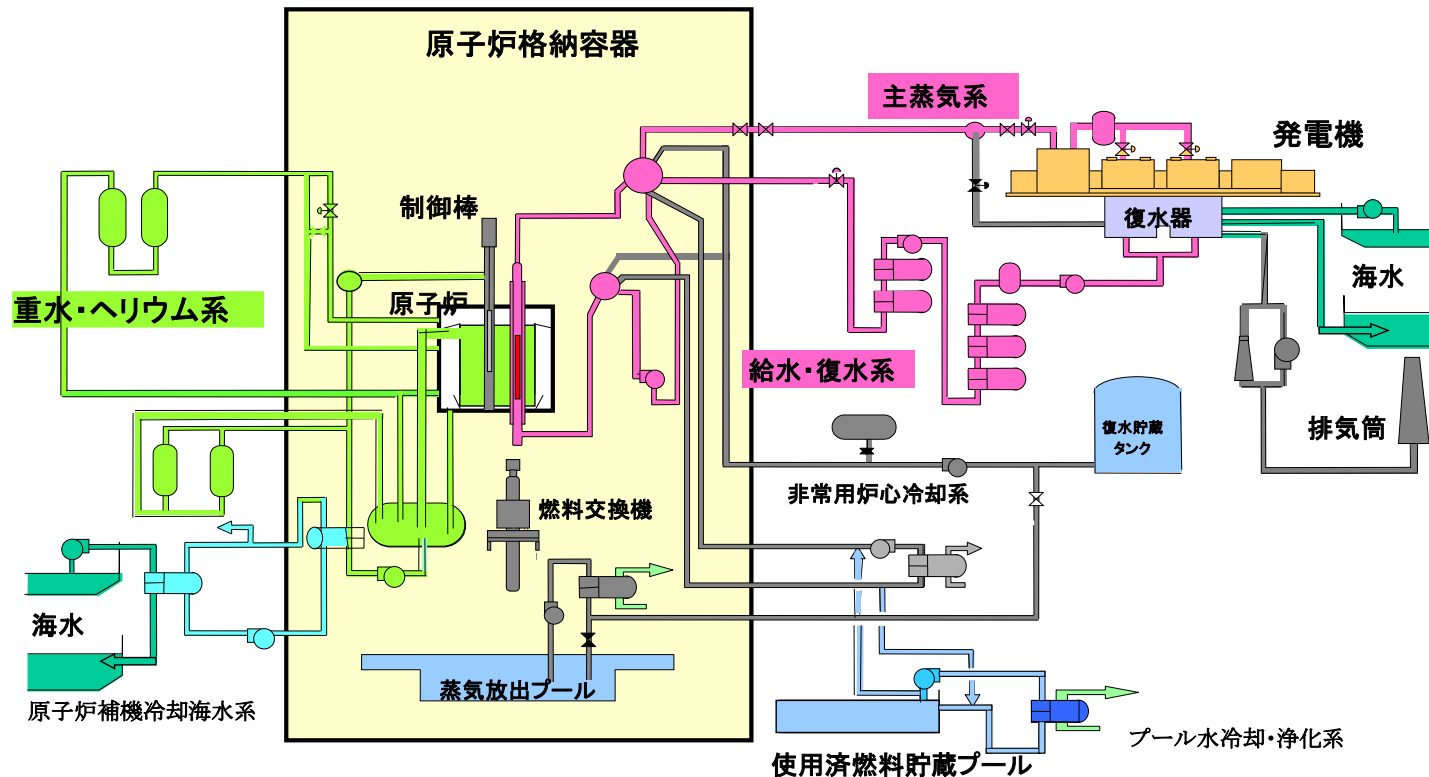 原子炉格納容器
主蒸気系
発電機
制御棒
復水器
海水
重水・ヘリウム系
原子炉
給水・復水系
復水貯蔵
タンク
排気筒
非常用炉心冷却系
燃料交換機
海水
蒸気放出プール
原子炉補機冷却海水系
プール水冷却・浄化系
使用済燃料貯蔵プール